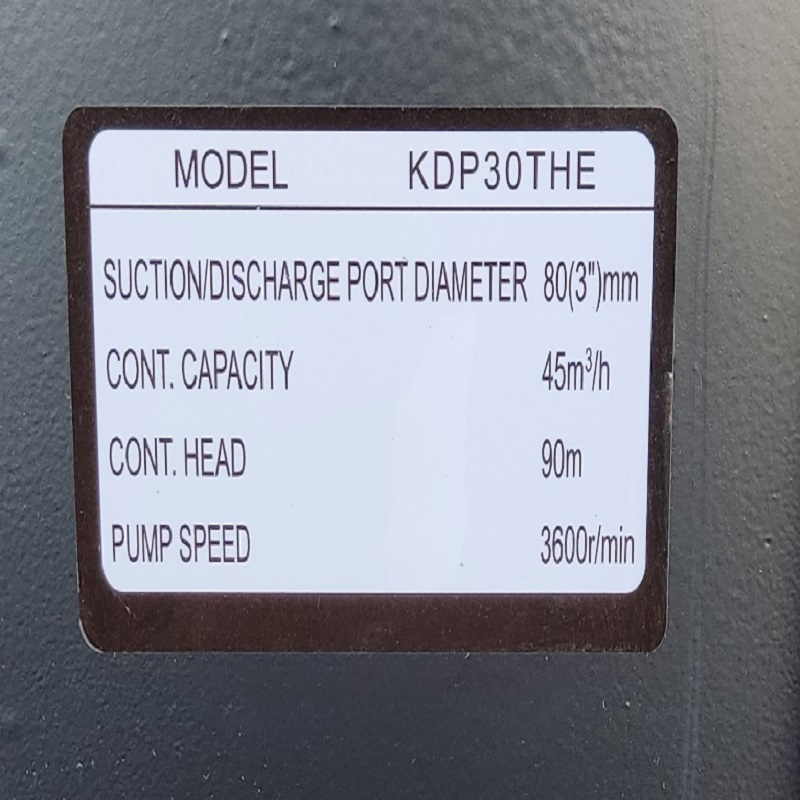 MODEL KDP30THE
SUCTION/DISCHARGE PORT DIAMETER 80(3")mm
CONT. CAPACITY 45m³/h
CONT. HEAD 90m
PUMP SPEED 3600r/min